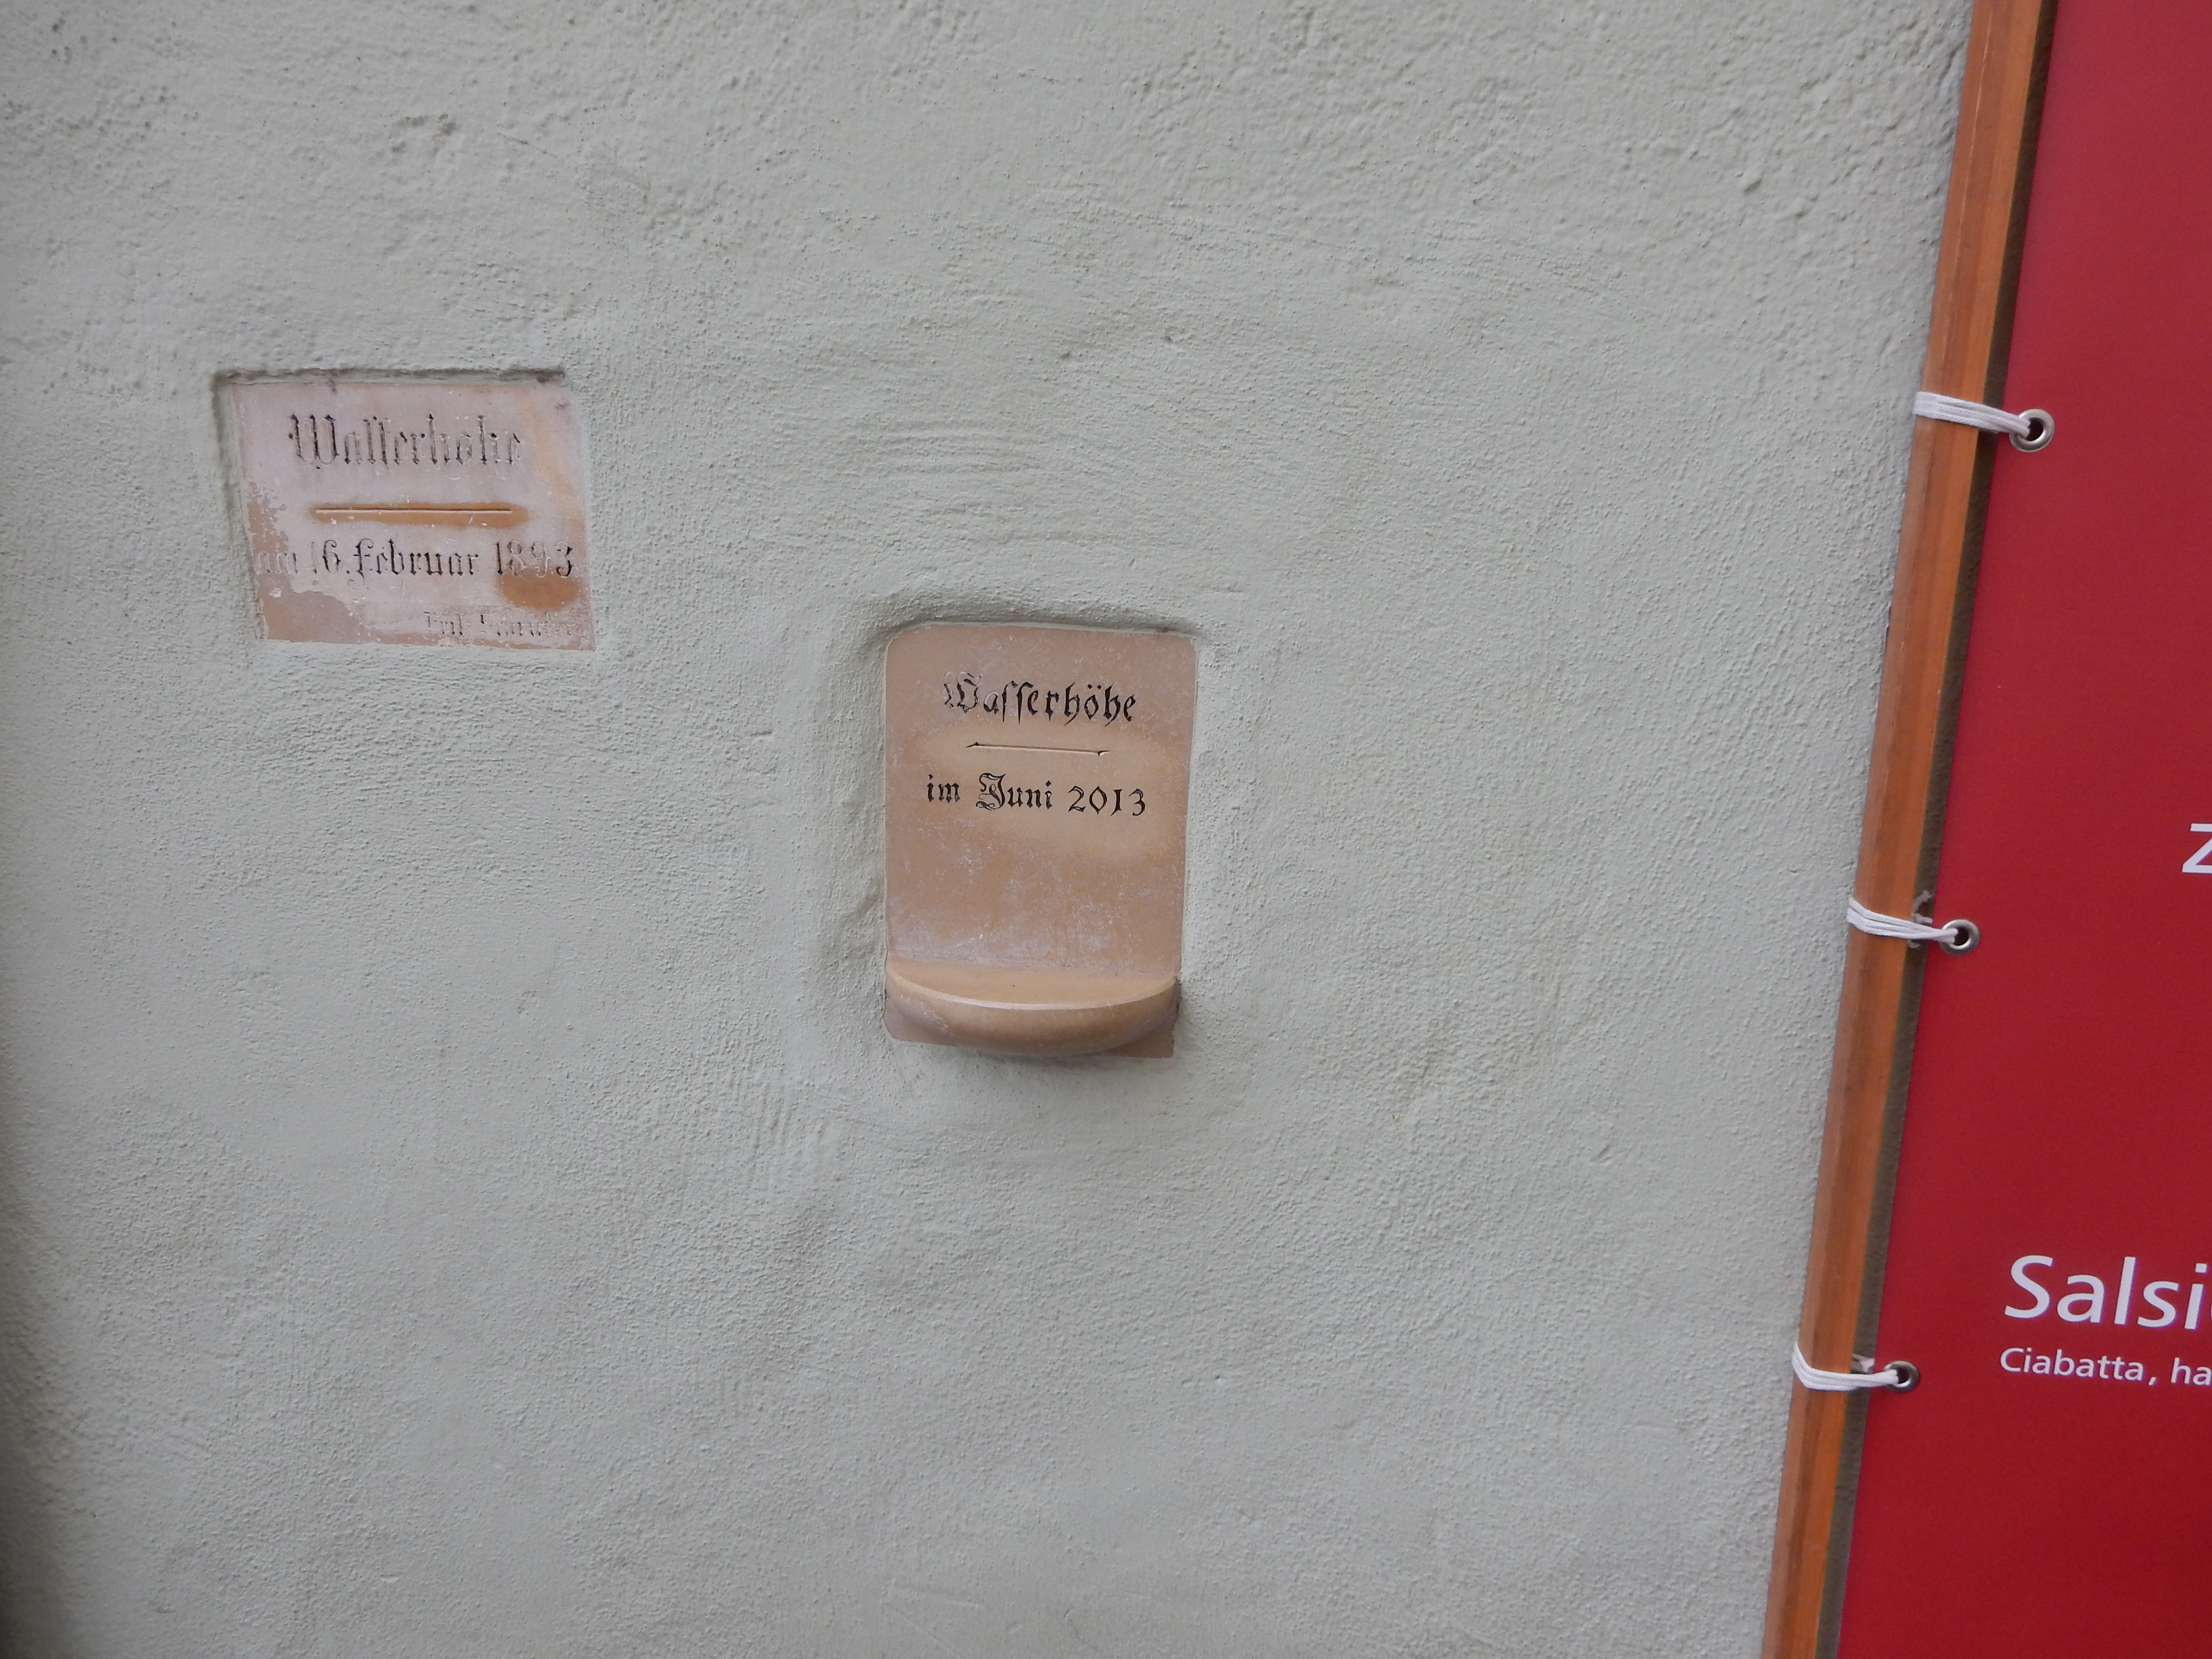 Wasserhöhe
am 16. Februar 1893
Wasserhöhe
im Juni 2013
Z
Salsi
Ciabatta, ha